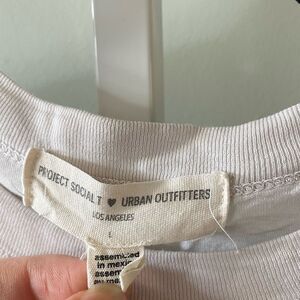 PROJECT SOCIAL T ♥ URBAN OUTFITTERS
LOS ANGELES
L
assembled
in mexico